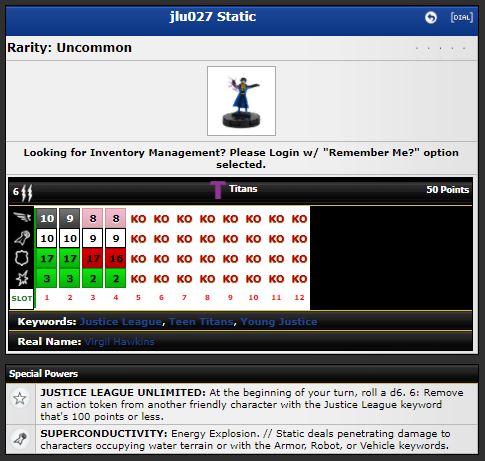 jlu027 Static
[DIAL]
Rarity: Uncommon
Looking for Inventory Management? Please Login w/ "Remember Me?" option
selected.
6 T Titans 50 Points
10 9 8 8 KO KO KO KO KO KO KO KO
10 10 9 9 KO KO KO KO KO KO KO KO
17 17 17 16 KO KO KO KO KO KO KO KO
3 3 2 2 KO KO KO KO KO KO KO KO
SLOT 1 2 3 4 5 6 7 8 9 10 11 12
Keywords: Justice League, Teen Titans, Young Justice
Real Name: Virgil Hawkins
Special Powers
JUSTICE LEAGUE UNLIMITED: At the beginning of your turn, roll a d6. 6: Remove
an action token from another friendly character with the Justice League keyword
that's 100 points or less.
SUPERCONDUCTIVITY: Energy Explosion. // Static deals penetrating damage to
characters occupying water terrain or with the Armor, Robot, or Vehicle keywords.